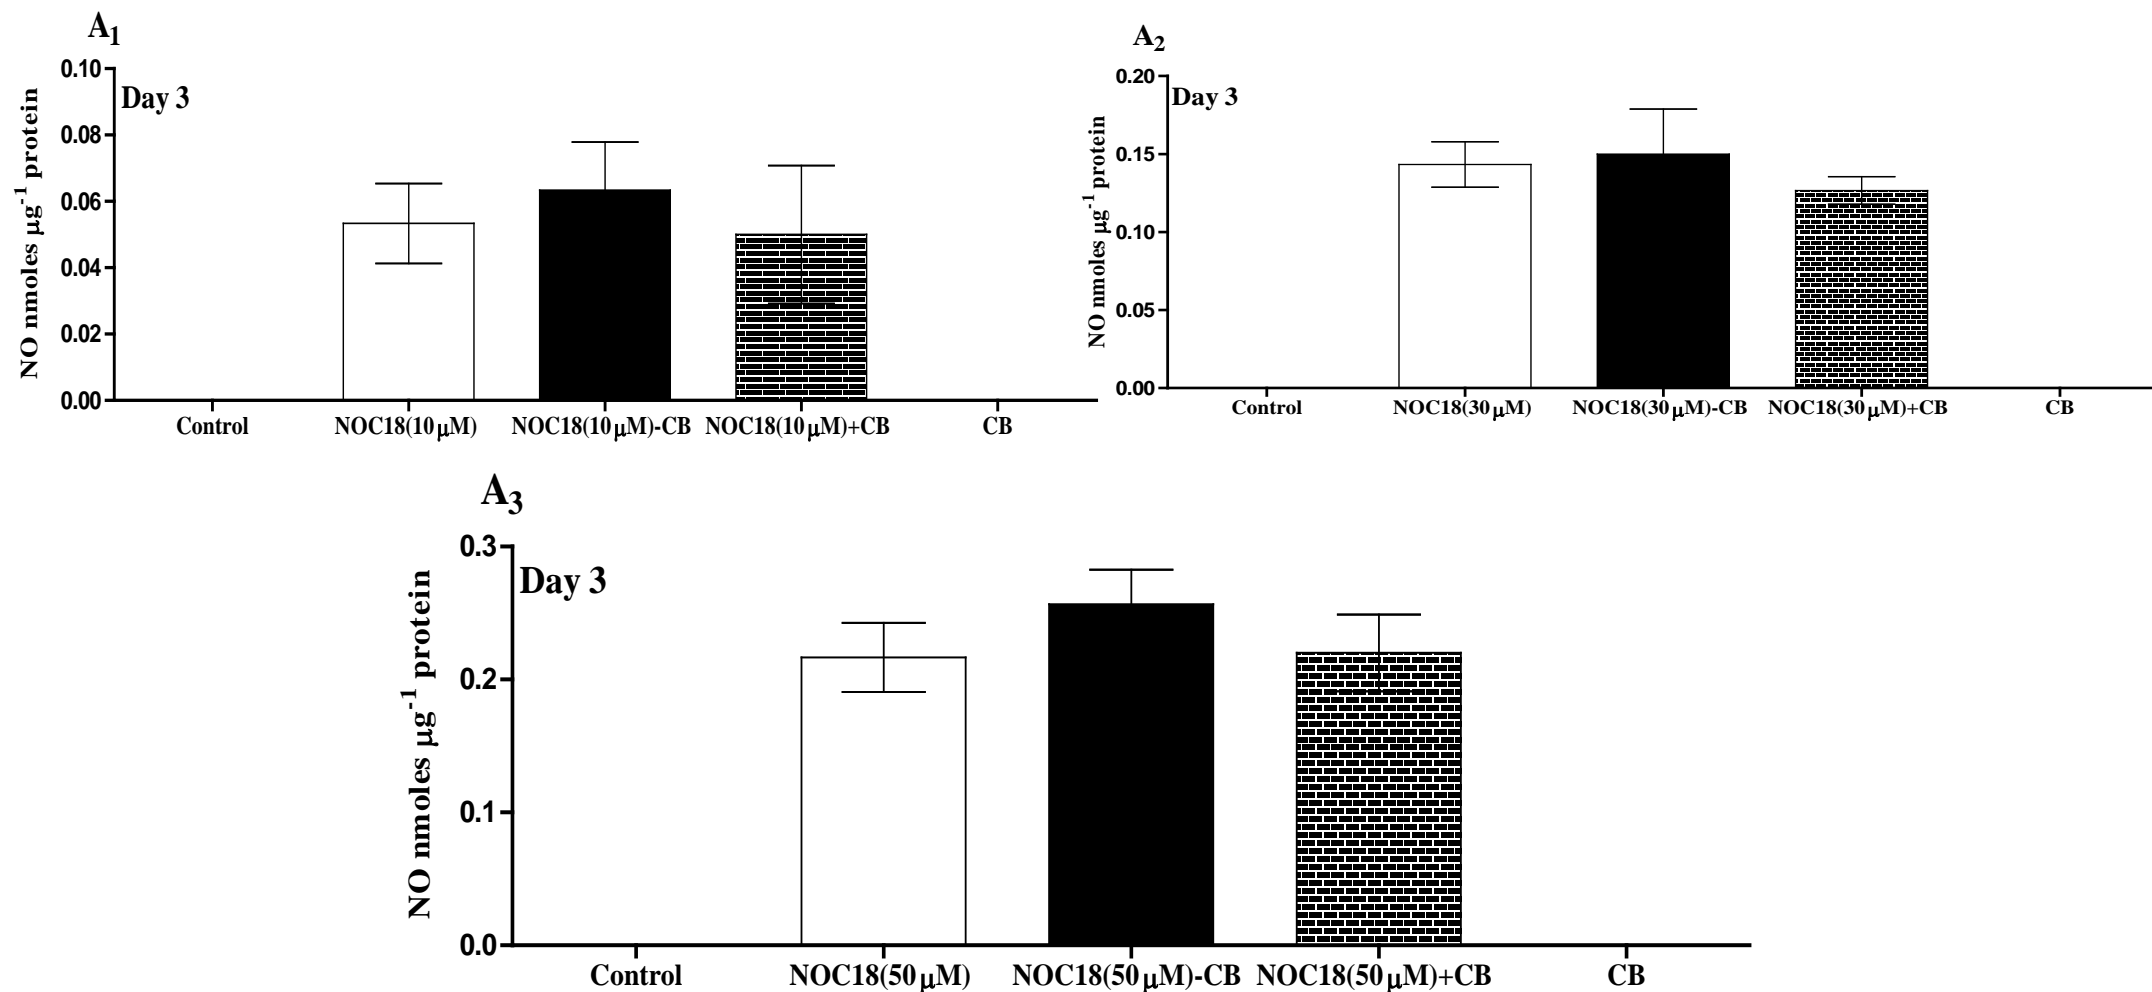 A1
0.10
0.08
0.06
0.04
0.02
0.00
Day 3
NO nmoles µg-1 protein
Control NOC18(10µM) NOC18(10µM)-CB NOC18(10µM)+CB CB
A2
0.20
0.15
0.10
0.05
0.00
Day 3
NO nmoles µg-1 protein
Control NOC18(30µM) NOC18(30µM)-CB NOC18(30µM)+CB CB
A3
0.3
0.2
0.1
0.0
Day 3
NO nmoles µg-1 protein
Control NOC18(50µM) NOC18(50µM)-CB NOC18(50µM)+CB CB